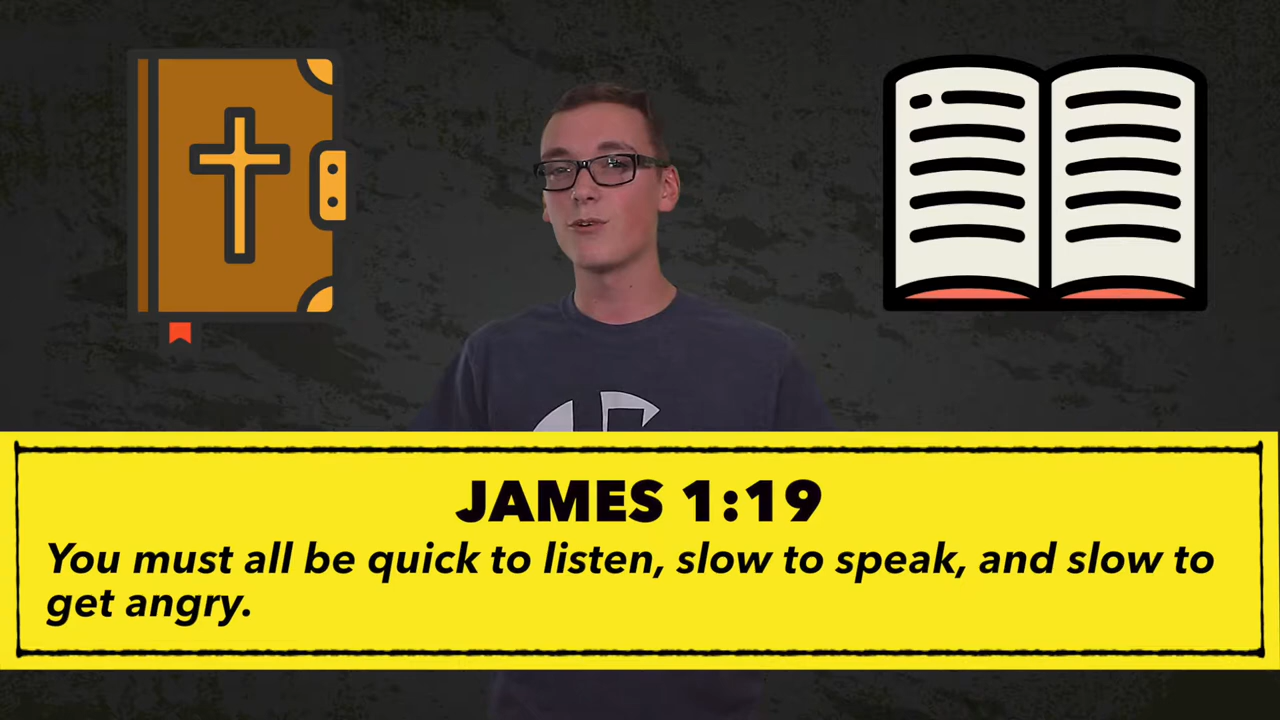 JAMES 1:19
You must all be quick to listen, slow to speak, and slow to
get angry.